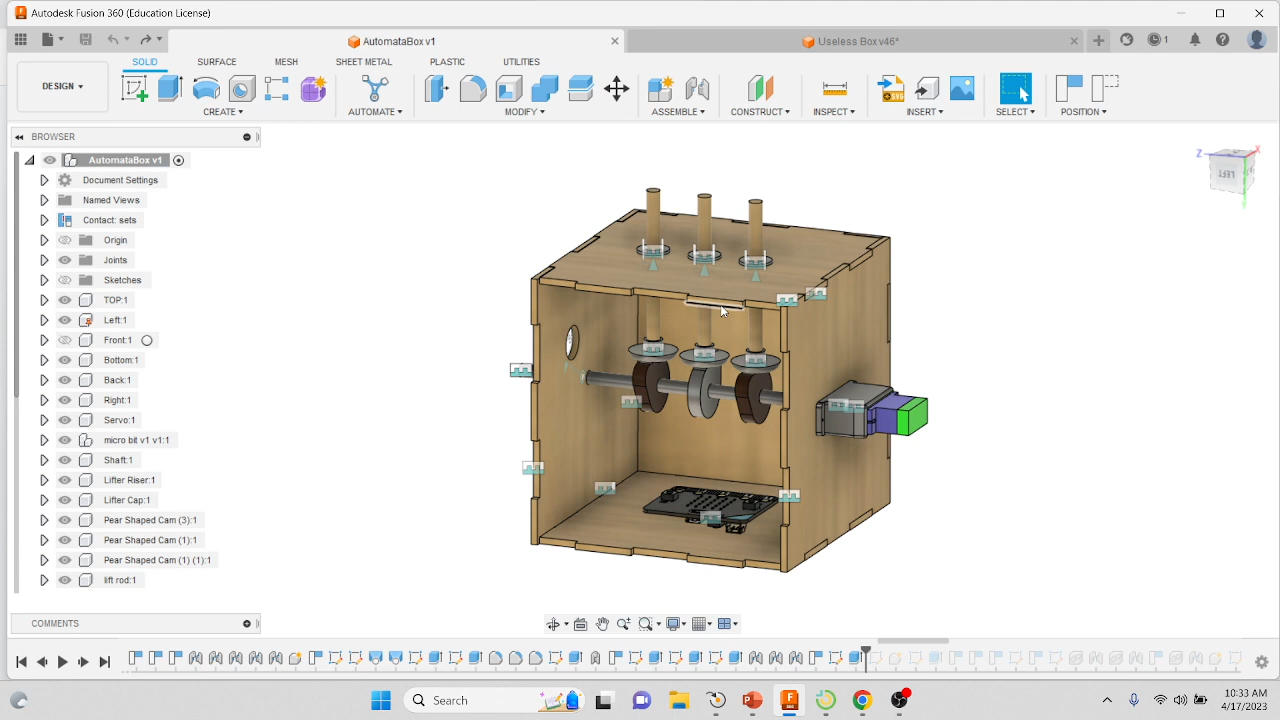 Autodesk Fusion 360 (Education License)
AutomataBox v1
Useless Box v46*
1
DESIGN
SOLID
SURFACE
MESH
SHEET METAL
PLASTIC
UTILITIES
CREATE
AUTOMATE
MODIFY
ASSEMBLE
CONSTRUCT
INSPECT
INSERT
SELECT
POSITION
BROWSER
AutomataBox v1
Document Settings
Named Views
Contact: sets
Origin
Joints
Sketches
TOP:1
Left:1
Front:1
Bottom:1
Back:1
Right:1
Servo:1
micro bit v1 v1:1
Shaft:1
Lifter Riser:1
Lifter Cap:1
Pear Shaped Cam (3):1
Pear Shaped Cam (1):1
Pear Shaped Cam (1) (1):1
lift rod:1
Z
X
Y
LEFT
COMMENTS
Search
10:33 AM
4/17/2023